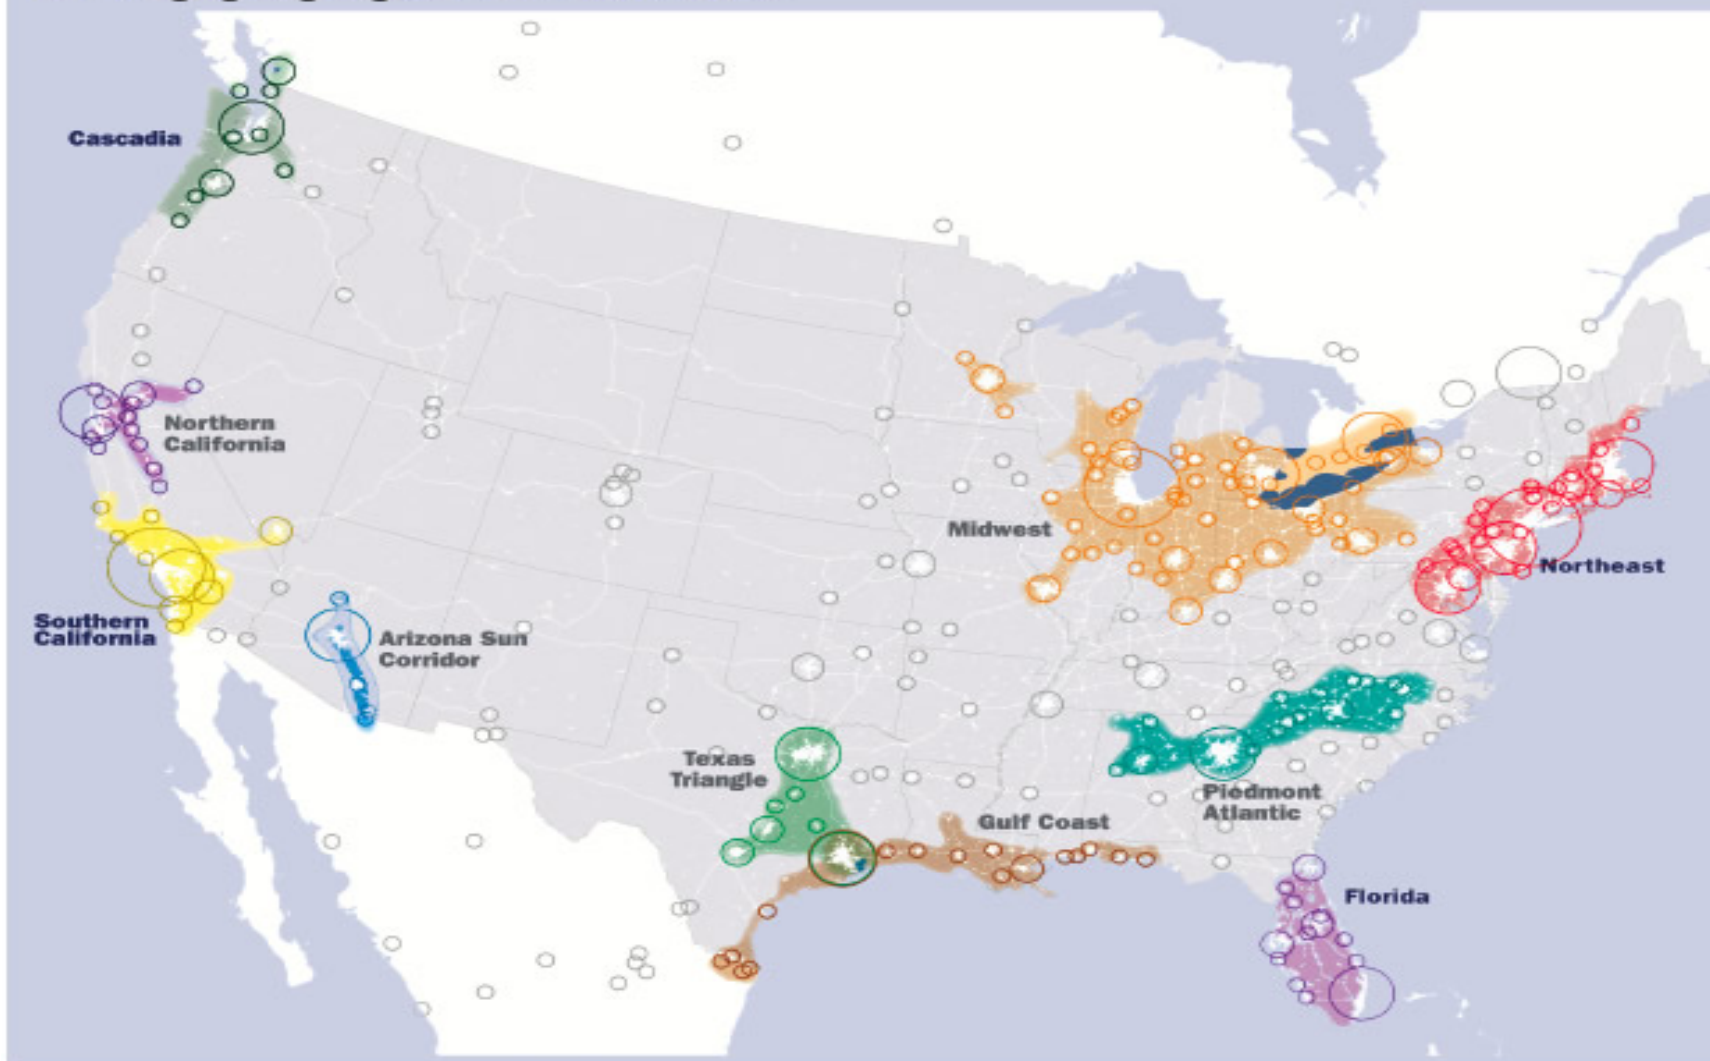 Cascadia
Northern
California
Midwest
Northeast
Southern
California
Arizona Sun
Corridor
Texas
Triangle
Piedmont
Atlantic
Gulf Coast
Florida